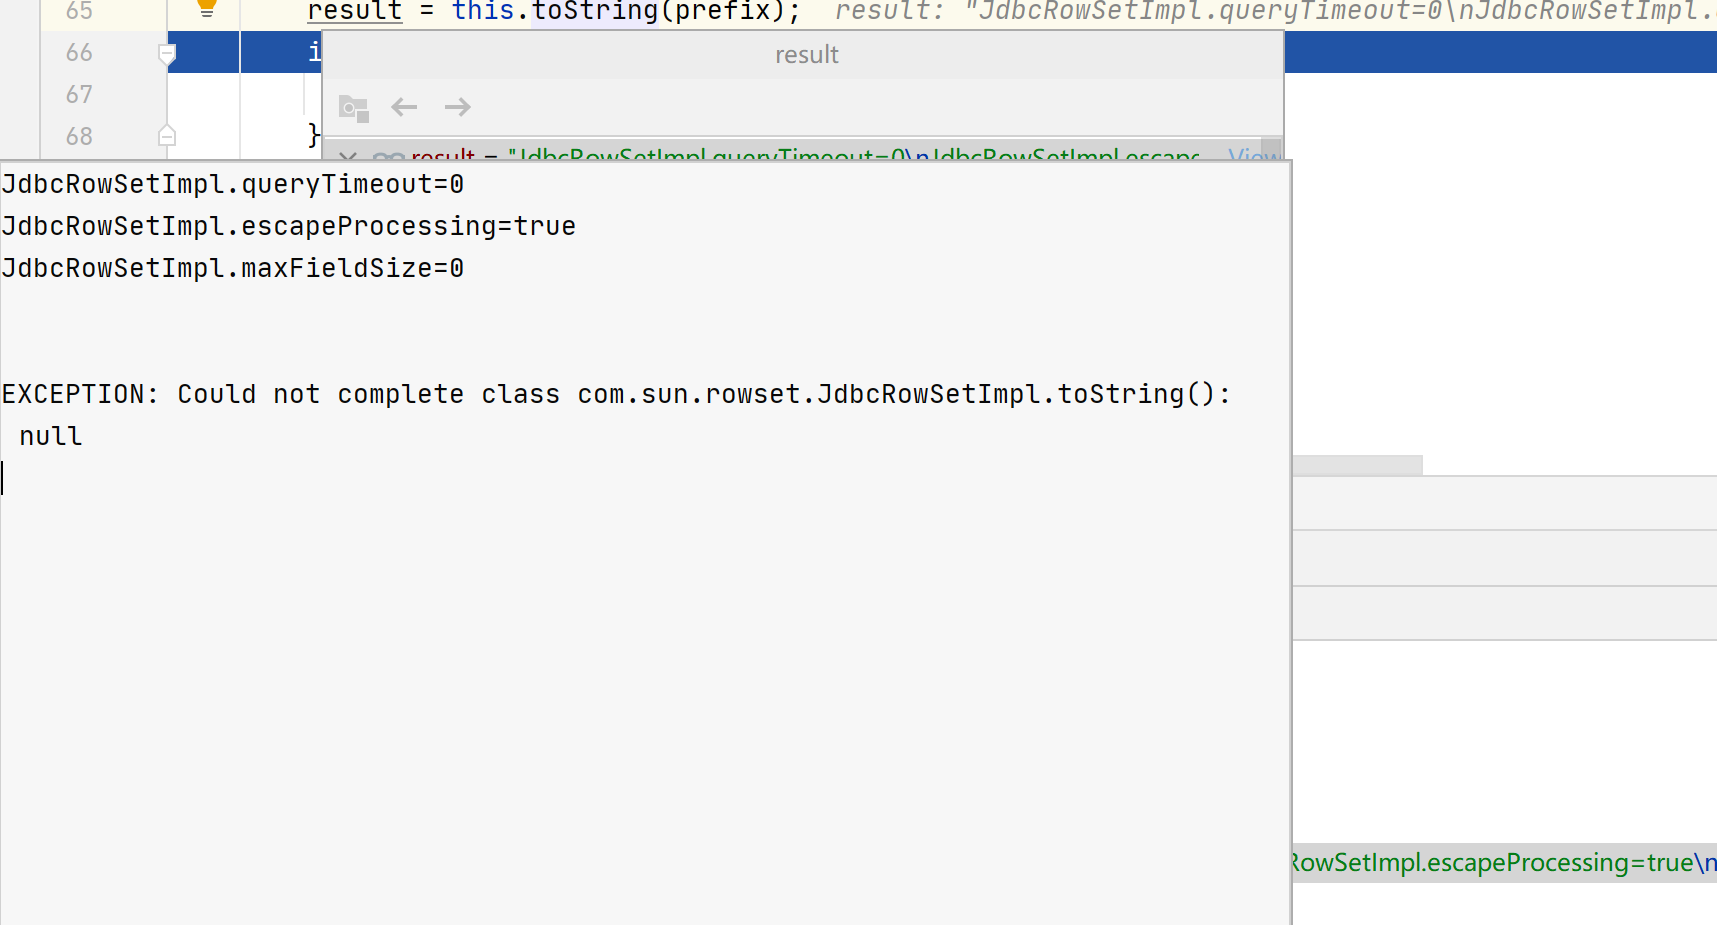 65 result = this.toString(prefix); result: "JdbcRowSetImpl.queryTimeout=0\nJdbcRowSetImpl.
66 i
result
67
68 }
result = "JdbcRowSetImpl.queryTimeout=0\nJdbcRowSetImpl.escape ... View
JdbcRowSetImpl.queryTimeout=0
JdbcRowSetImpl.escapeProcessing=true
JdbcRowSetImpl.maxFieldSize=0
EXCEPTION: Could not complete class com.sun.rowset.JdbcRowSetImpl.toString():
null
RowSetImpl.escapeProcessing=true\n